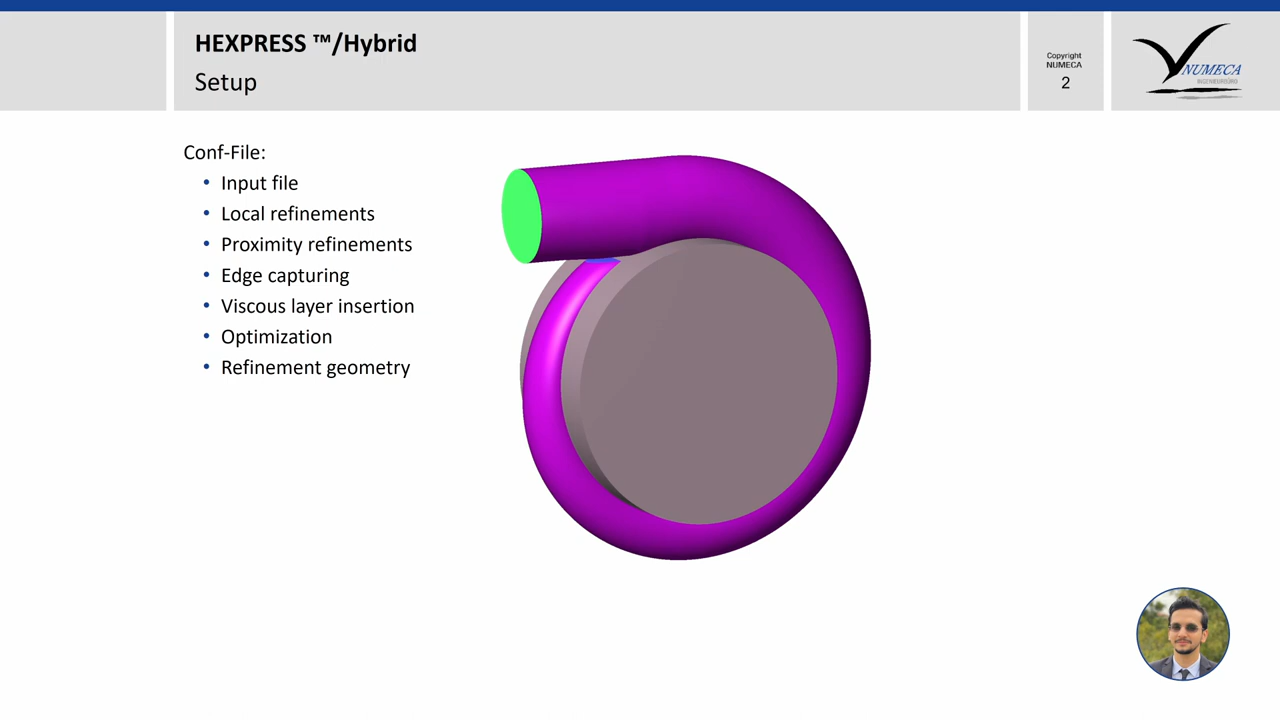 HEXPRESS ™/Hybrid
Setup
Copyright
NUMECA
2
NUMECA
INGENIEURBÜRO
Conf-File:
• Input file
• Local refinements
• Proximity refinements
• Edge capturing
• Viscous layer insertion
• Optimization
• Refinement geometry